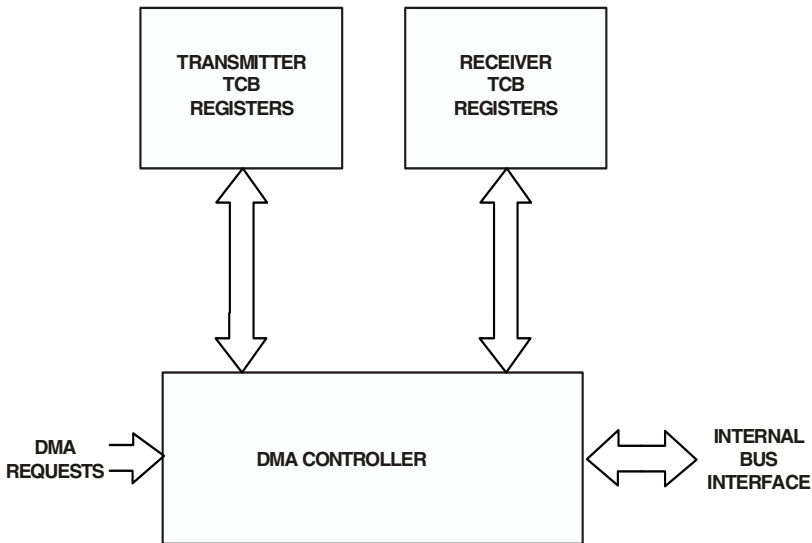 TRANSMITTER
TCB
REGISTERS
RECEIVER
TCB
REGISTERS
DMA
REQUESTS
DMA CONTROLLER
INTERNAL
BUS
INTERFACE